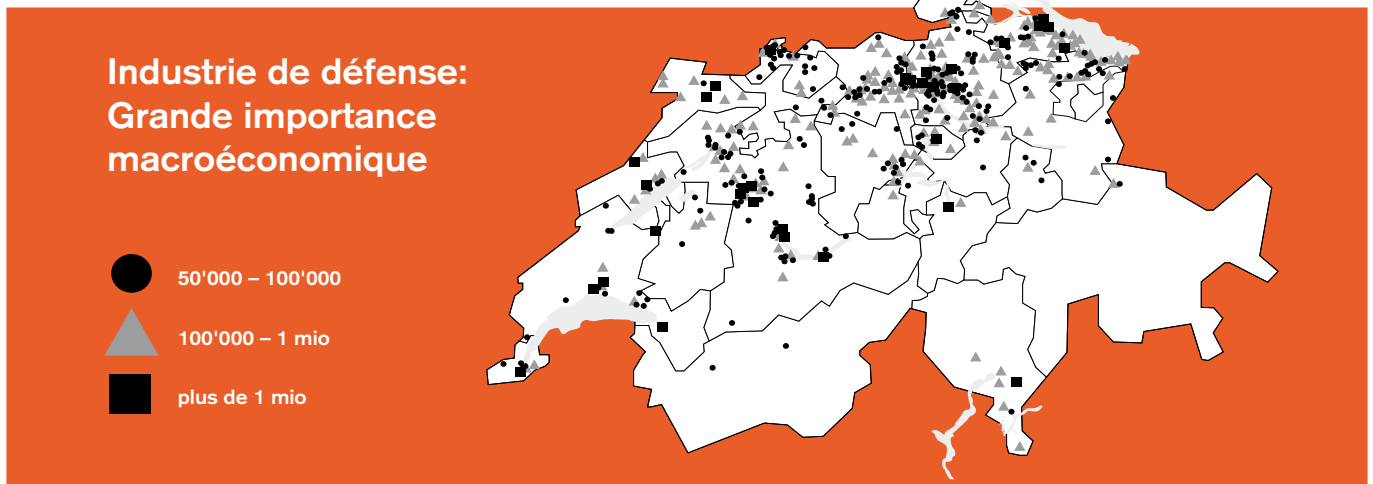 Industrie de défense:
Grande importance
macroéconomique
50'000 – 100'000
100'000 – 1 mio
plus de 1 mio